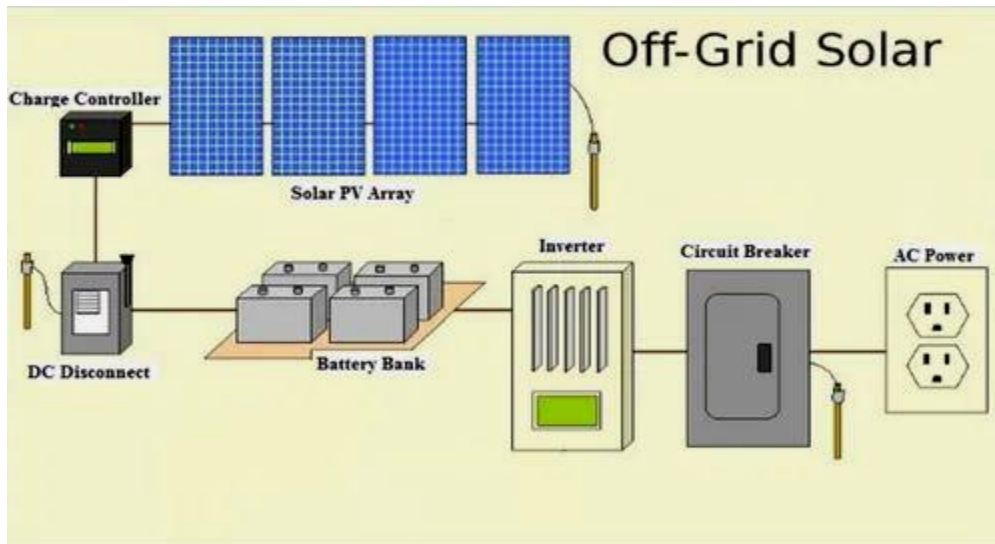 Off-Grid Solar
Charge Controller
Solar PV Array
Inverter
Circuit Breaker
AC Power
DC Disconnect
Battery Bank